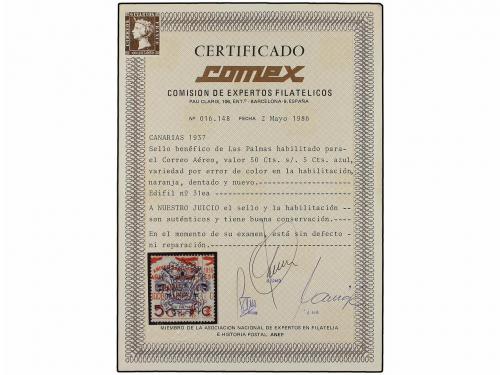 CERTIFICADO
comex
COMISION DE EXPERTOS FILATELICOS
PAU CLARIS, 106, ENT.º - BARCELONA-9, ESPAÑA
Nº 016.148 FECHA 2 Mayo 1986
CANARIAS 1937
Sello benéfico de Las Palmas habilitado para-
el Correo Aéreo, valor 50 Cts. s/. 5 Cts. azul,
variedad por error de color en la habilitación
naranja, dentado y nuevo.
Edifil nº 31ea
A NUESTRO JUICIO el sello y la habilitación --
son auténticos y tiene buena conservación.
En el momento de su examen, está sin defecto -
ni reparación.
MIEMBRO DE LA ASOCIACION NACIONAL DE EXPERTOS EN FILATELIA
E HISTORIA POSTAL ANEF